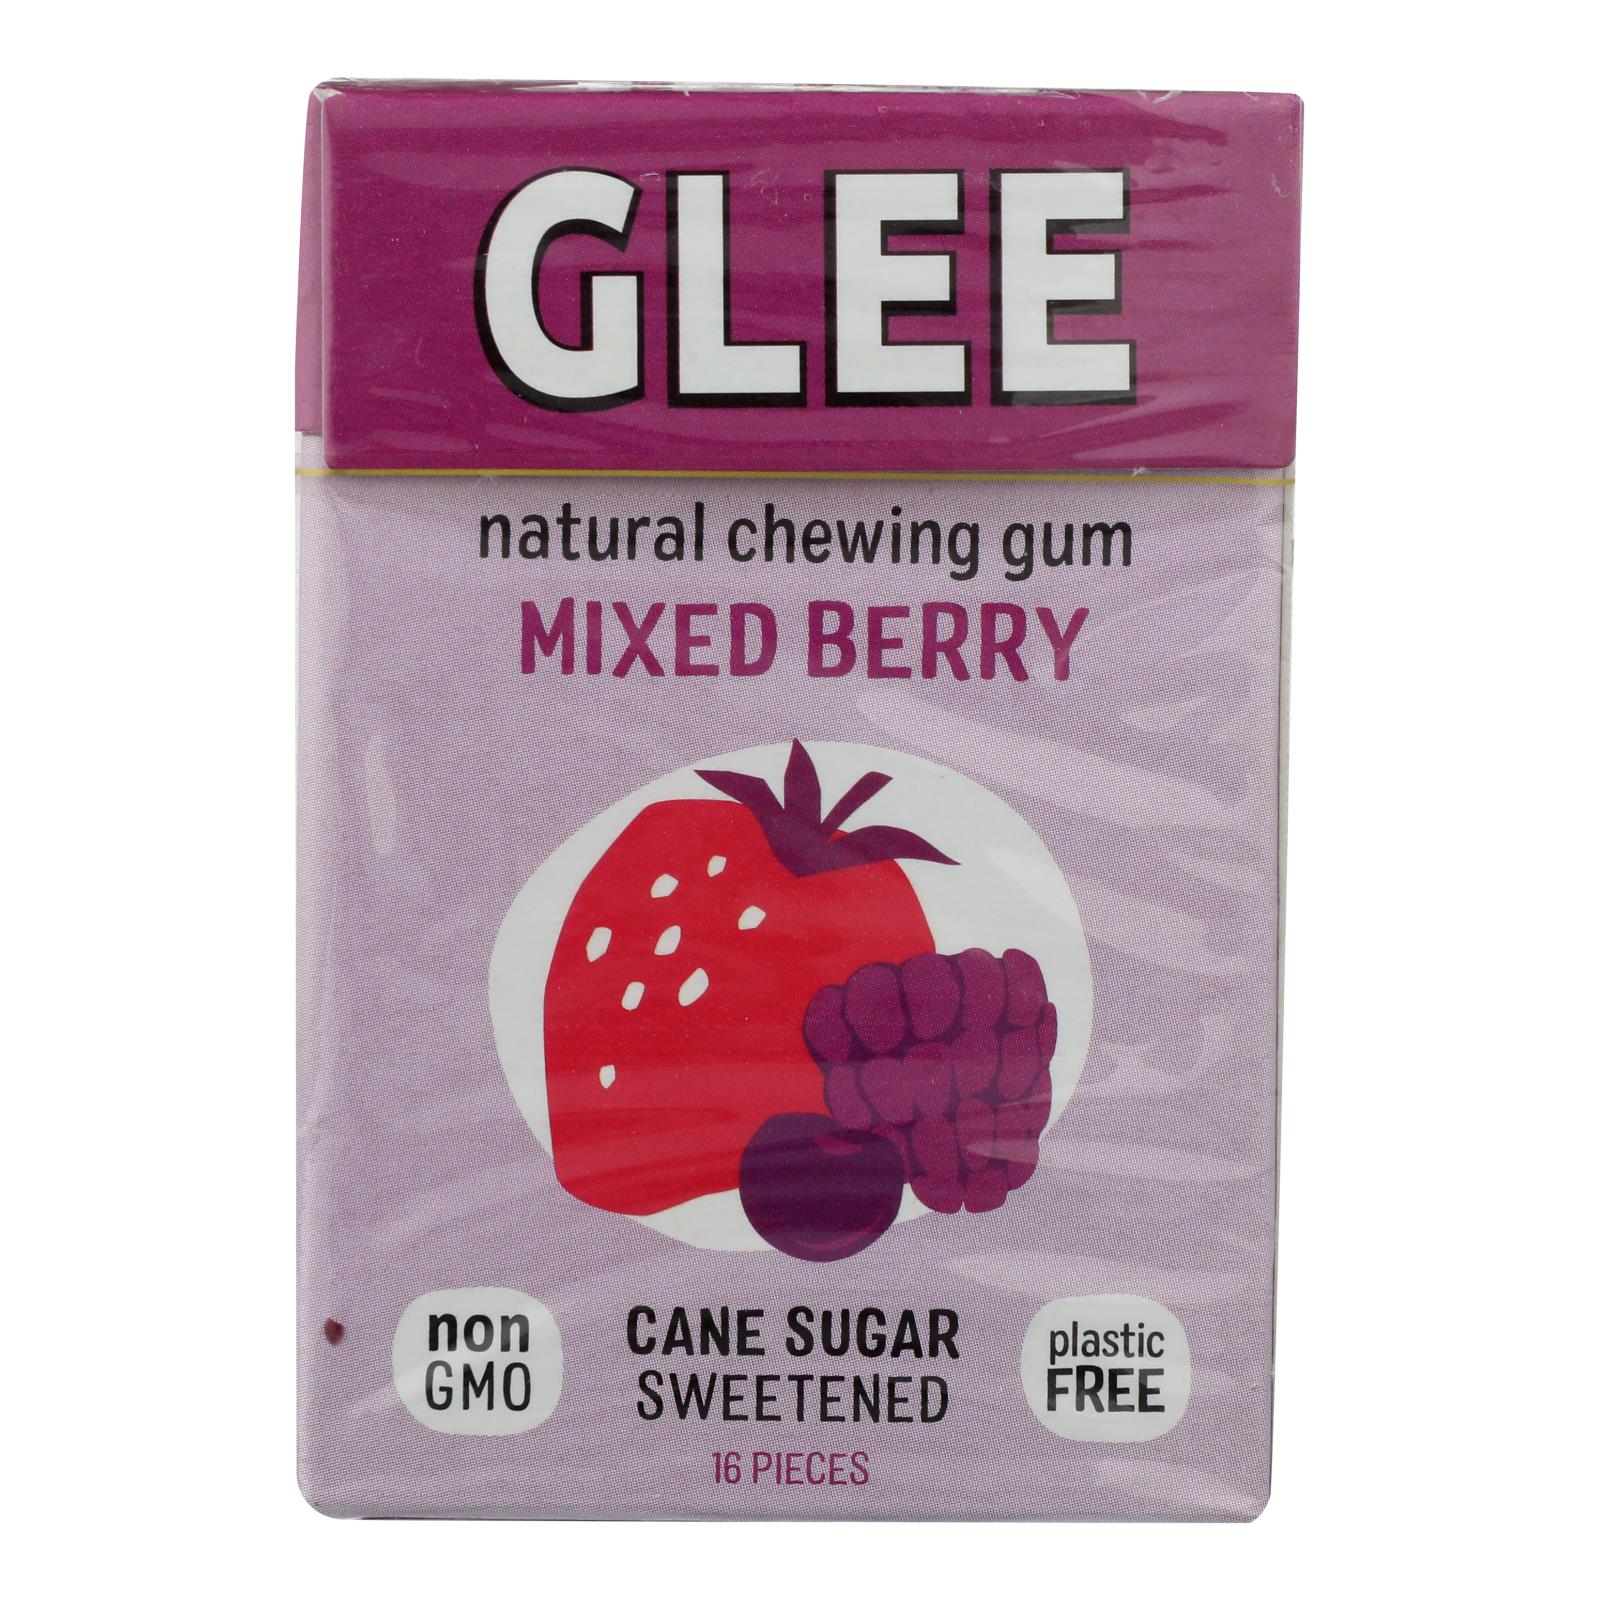 GLEE
natural chewing gum
MIXED BERRY
non
GMO
CANE SUGAR
SWEETENED
plastic
FREE
16 PIECES